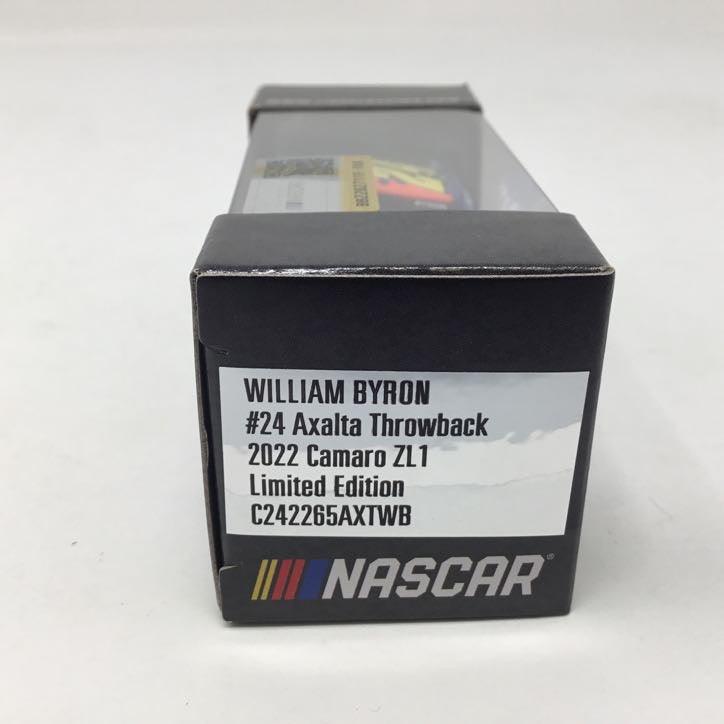 WILLIAM BYRON
#24 Axalta Throwback
2022 Camaro ZL1
Limited Edition
C242265AXTWB
NASCAR®